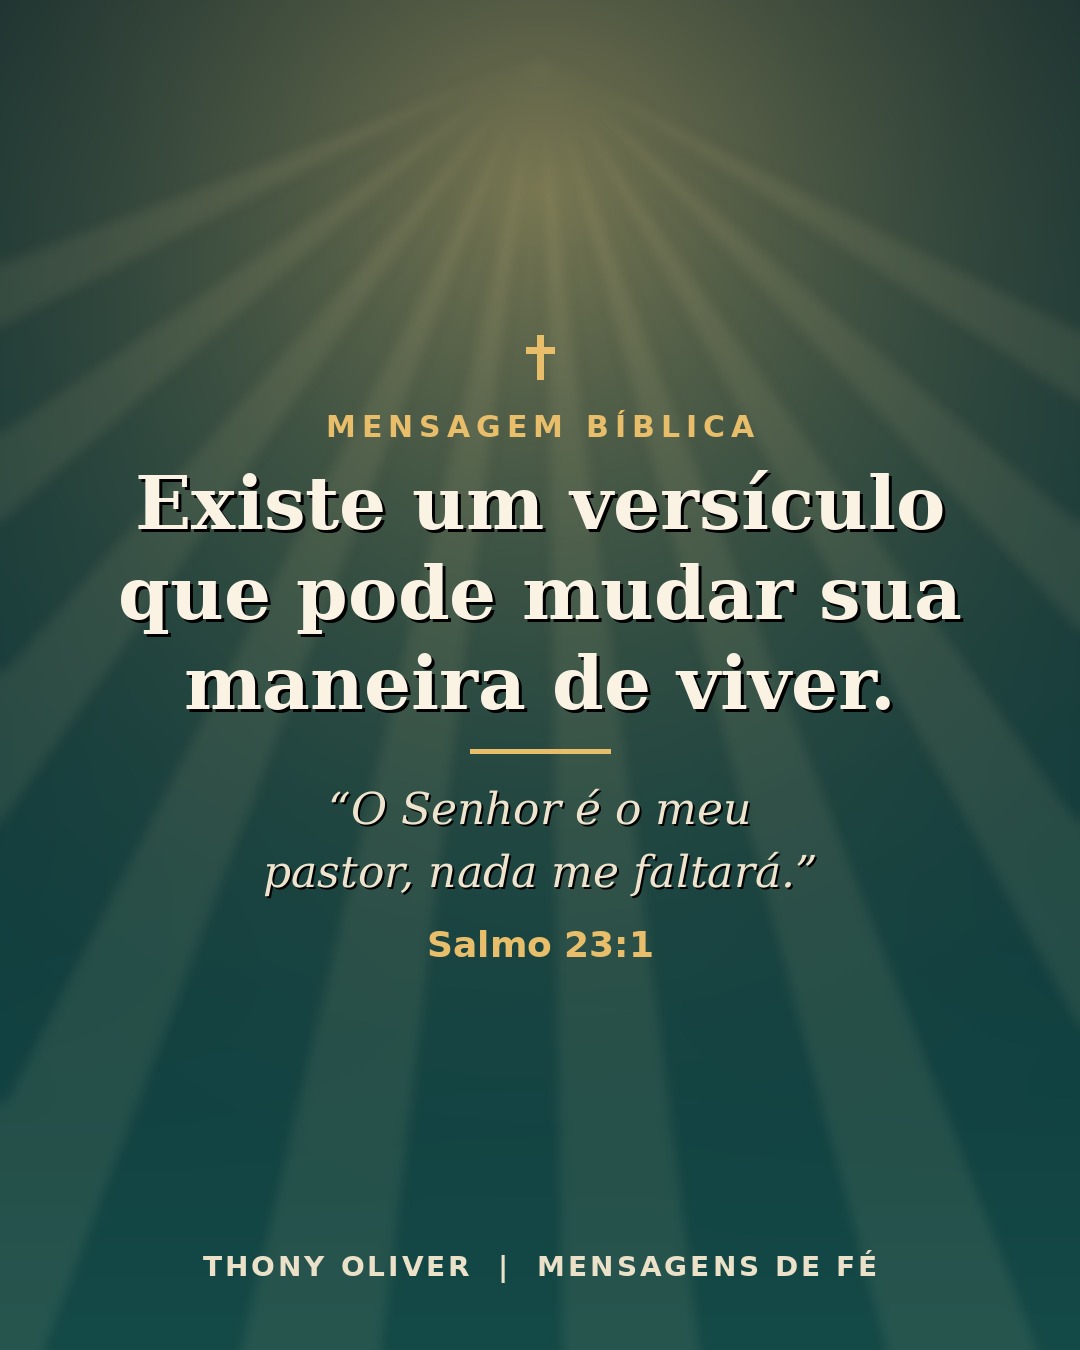 MENSAGEM BÍBLICA
Existe um versículo
que pode mudar sua
maneira de viver.
“O Senhor é o meu
pastor, nada me faltará.”
Salmo 23:1
THONY OLIVER | MENSAGENS DE FÉ